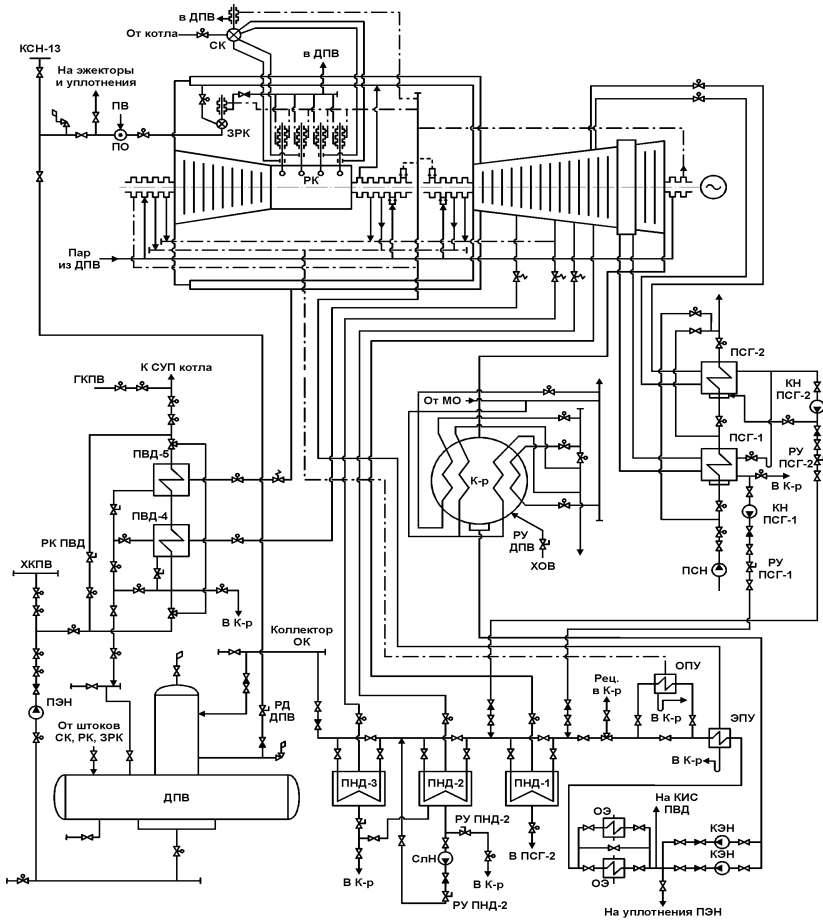 в ДПВ
От котла
СК
КСН-13
в ДПВ
На эжекторы
и уплотнения
ПВ
ПО
ЗРК
РК
Пар
из ДПВ
К СУП котла
ГКПВ
ПВД-5
ПВД-4
РК ПВД
ХКПВ
В К-р
ПЭН
От штоков
СК, РК, ЗРК
ДПВ
Коллектор
ОК
РД
ДПВ
От МО
К-р
РУ
ДПВ
ХОВ
ПСГ-2
ПСГ-1
КН
ПСГ-2
РУ
ПСГ-2
В К-р
КН
ПСГ-1
РУ
ПСГ-1
ПСН
Рец.
в К-р
ОПУ
В К-р
ЭПУ
В К-р
ПНД-3
ПНД-2
ПНД-1
РУ ПНД-2
СлН
В К-р
В К-р
РУ ПНД-2
В ПСГ-2
ОЭ
ОЭ
На КИС
ПВД
КЭН
КЭН
На уплотнения ПЭН